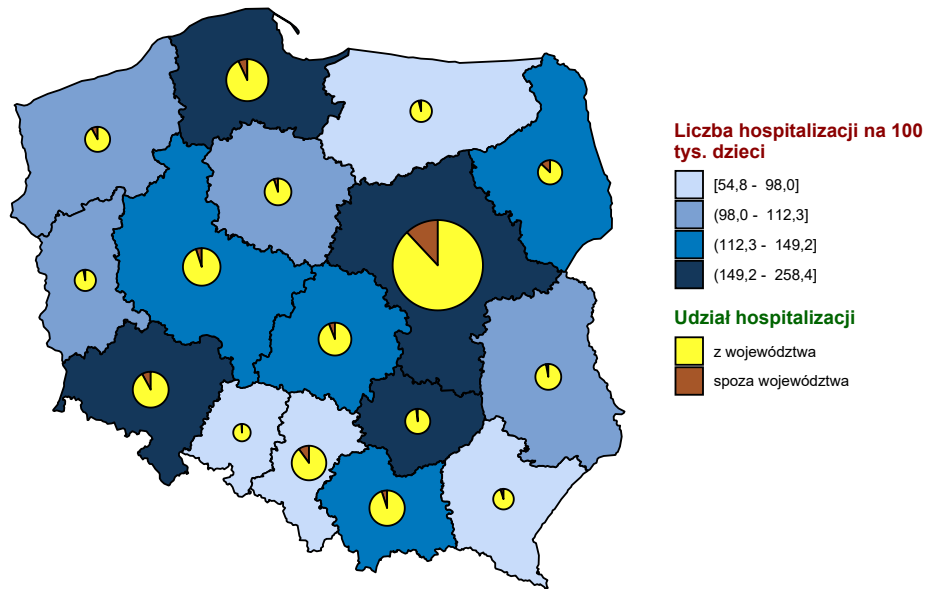 Liczba hospitalizacji na 100
tys. dzieci
[54,8 - 98,0]
(98,0 - 112,3]
(112,3 - 149,2]
(149,2 - 258,4]
Udział hospitalizacji
z województwa
spoza województwa